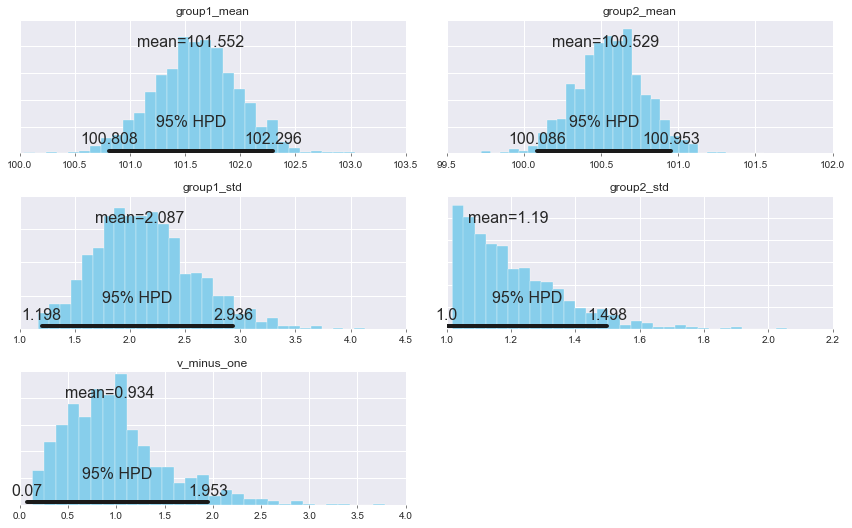 group1_mean
mean=101.552
95% HPD
100.808 102.296
100.0 100.5 101.0 101.5 102.0 102.5 103.0 103.5
group2_mean
mean=100.529
95% HPD
100.086 100.953
99.5 100.0 100.5 101.0 101.5 102.0
group1_std
mean=2.087
95% HPD
1.198 2.936
1.0 1.5 2.0 2.5 3.0 3.5 4.0 4.5
group2_std
mean=1.19
95% HPD
1.0 1.498
1.0 1.2 1.4 1.6 1.8 2.0 2.2
v_minus_one
mean=0.934
95% HPD
0.07 1.953
0.0 0.5 1.0 1.5 2.0 2.5 3.0 3.5 4.0